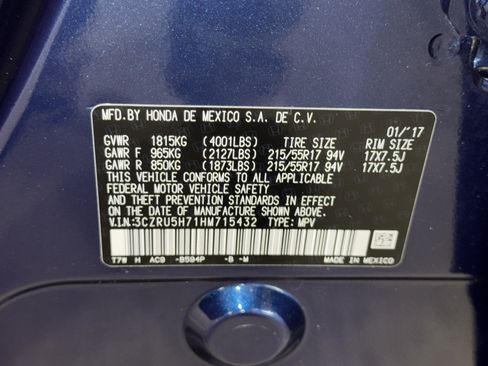 MFD.BY HONDA DE MEXICO S.A. DE C.V.
01/'17
GVWR 1815KG (4001LBS) TIRE SIZE RIM SIZE
GAWR F 965KG (2127LBS) 215/55R17 94V 17X7.5J
GAWR R 850KG (1873LBS) 215/55R17 94V 17X7.5J
THIS VEHICLE CONFORMS TO ALL APPLICABLE
FEDERAL MOTOR VEHICLE SAFETY
AND THEFT PREVENTION STANDARDS IN EFFECT
ON THE DATE OF MANUFACTURE SHOWN ABOVE.
V.I.N:3CZRU5H71HM715432 TYPE: MPV
T7W H AC9 -B594P -B -M MADE IN MEXICO